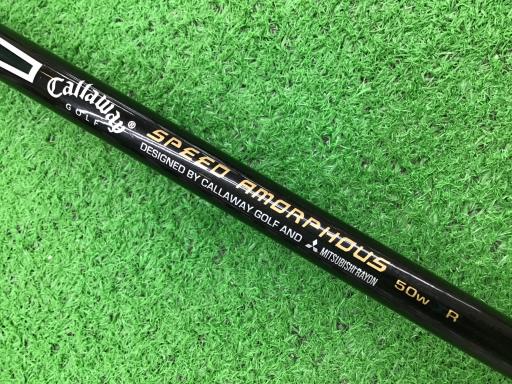 Callaway®
GOLF
SPEED AMORPHOUS 50w R
DESIGNED BY CALLAWAY GOLF AND MITSUBISHI RAYON